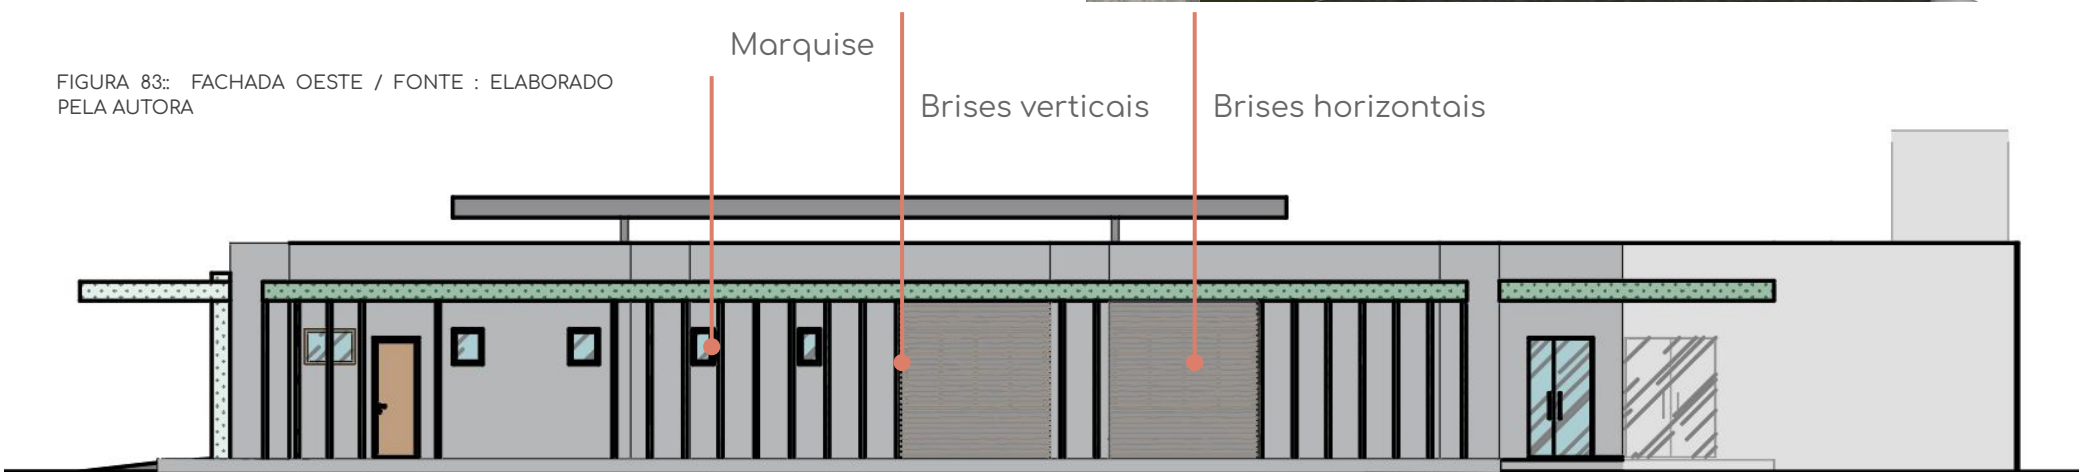 Marquise
FIGURA 83:: FACHADA OESTE / FONTE : ELABORADO
PELA AUTORA
Brises verticais
Brises horizontais